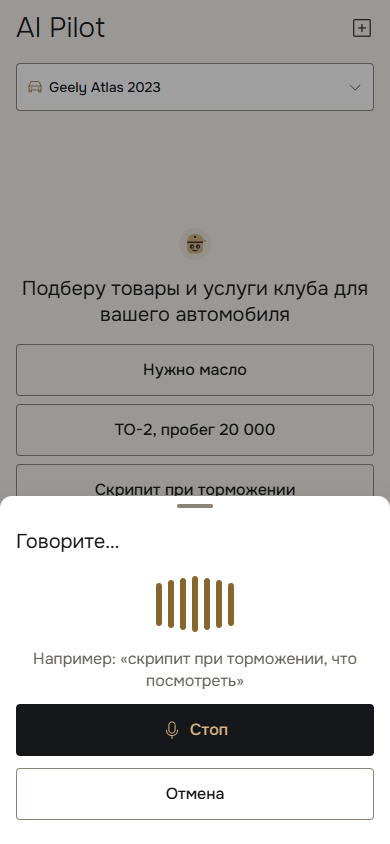 AI Pilot
Geely Atlas 2023
Подберу товары и услуги клуба для
вашего автомобиля
Нужно масло
ТО-2, пробег 20 000
Скрипит при торможении
Говорите...
Например: «скрипит при торможении, что
посмотреть»
Стоп
Отмена